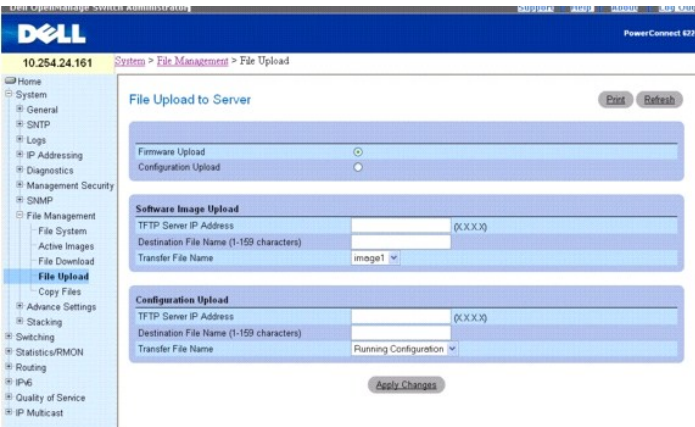 Dell OpenManage Switch Administrator
Support Help About Log Out
DELL
PowerConnect 622
10.254.24.161
System > File Management > File Upload
Home
System
General
SNTP
Logs
IP Addressing
Diagnostics
Management Security
SNMP
File Management
File System
Active Images
File Download
File Upload
Copy Files
Advance Settings
Stacking
Switching
Statistics/RMON
Routing
IPv6
Quality of Service
IP Multicast
File Upload to Server
Print Refresh
Firmware Upload
Configuration Upload
Software Image Upload
TFTP Server IP Address (X.X.X.X)
Destination File Name (1-159 characters)
Transfer File Name image1
Configuration Upload
TFTP Server IP Address (X.X.X.X)
Destination File Name (1-159 characters)
Transfer File Name Running Configuration
Apply Changes